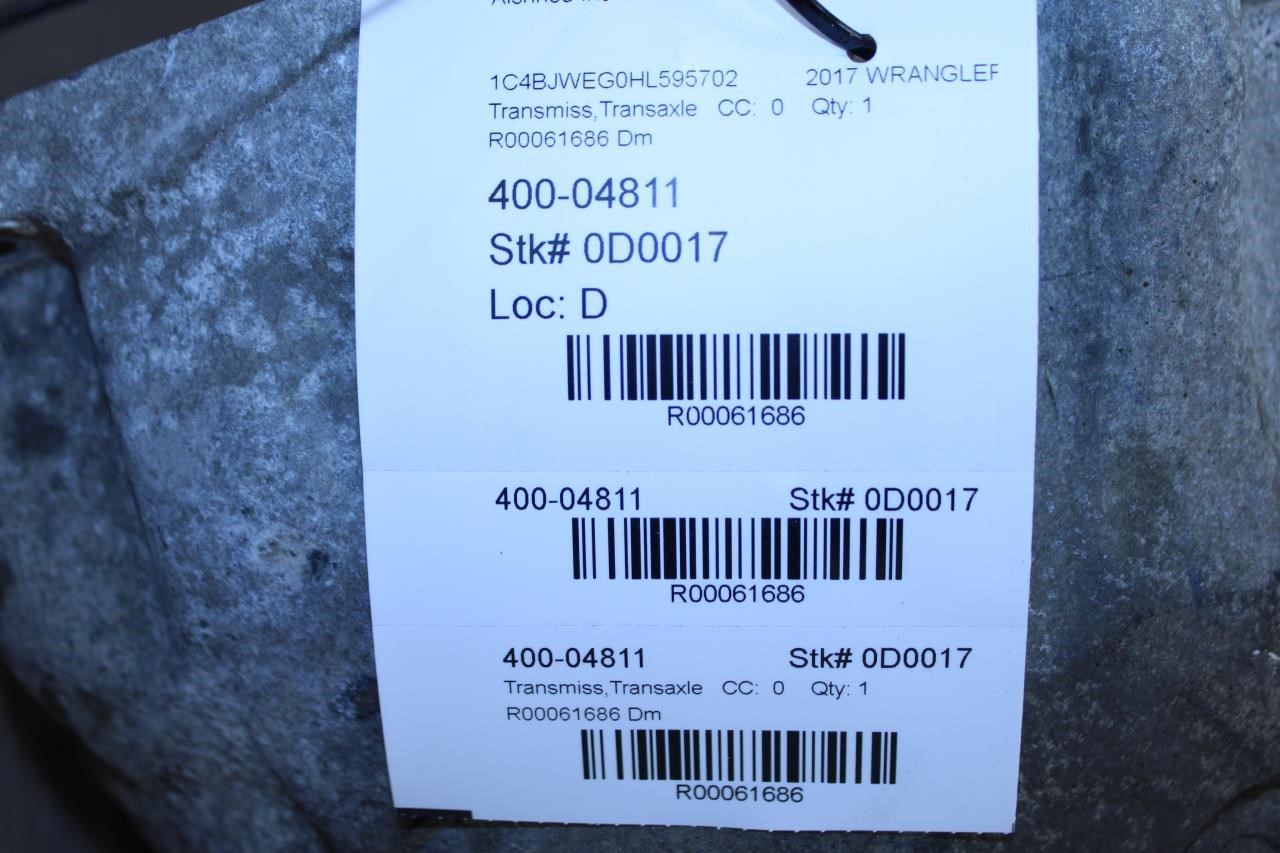 1C4BJWEG0HL595702 2017 WRANGLER
Transmiss,Transaxle CC: 0 Qty: 1
R00061686 Dm
400-04811
Stk# 0D0017
Loc: D
R00061686
400-04811 Stk# 0D0017
R00061686
400-04811 Stk# 0D0017
Transmiss,Transaxle CC: 0 Qty: 1
R00061686 Dm
R00061686